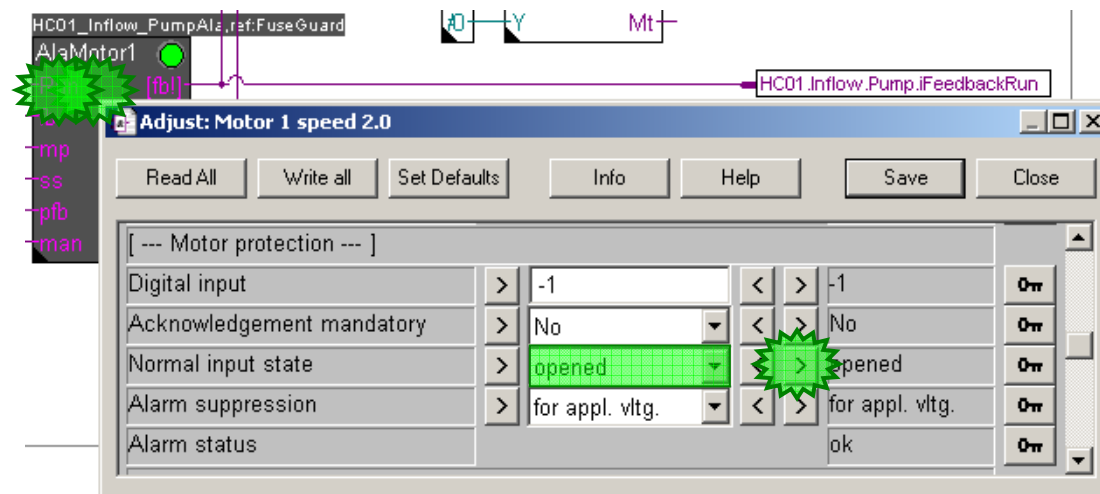 HC01_Inflow_PumpAla,ref:FuseGuard
Y Mt
AlaMotor1
[fb!]
HC01.Inflow.Pump.iFeedbackRun
mp
ss
pfb
man
Adjust: Motor 1 speed 2.0
Read All Write all Set Defaults Info Help Save Close
[ --- Motor protection --- ]
Digital input > -1 < > -1
Acknowledgement mandatory > No < > No
Normal input state > opened < > opened
Alarm suppression > for appl. vltg. < > for appl. vltg.
Alarm status ok